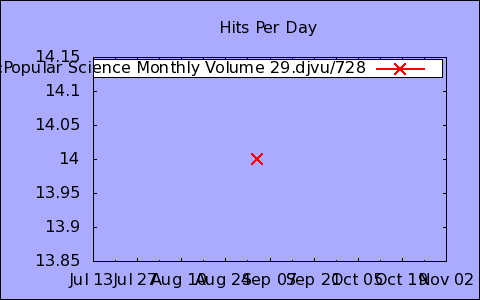 Hits Per Day
:Popular Science Monthly Volume 29.djvu/728
14.15
14.1
14.05
14
13.95
13.9
13.85
Jul 13 Jul 27 Aug 10 Aug 24 Sep 07 Sep 21 Oct 05 Oct 19 Nov 02